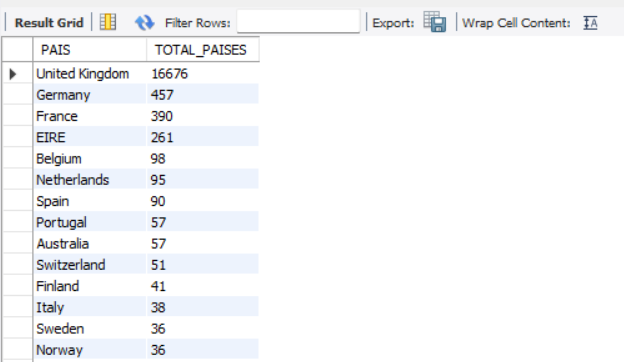 Result Grid Filter Rows: Export: Wrap Cell Content: IA
PAIS TOTAL_PAISES
United Kingdom 16676
Germany 457
France 390
EIRE 261
Belgium 98
Netherlands 95
Spain 90
Portugal 57
Australia 57
Switzerland 51
Finland 41
Italy 38
Sweden 36
Norway 36